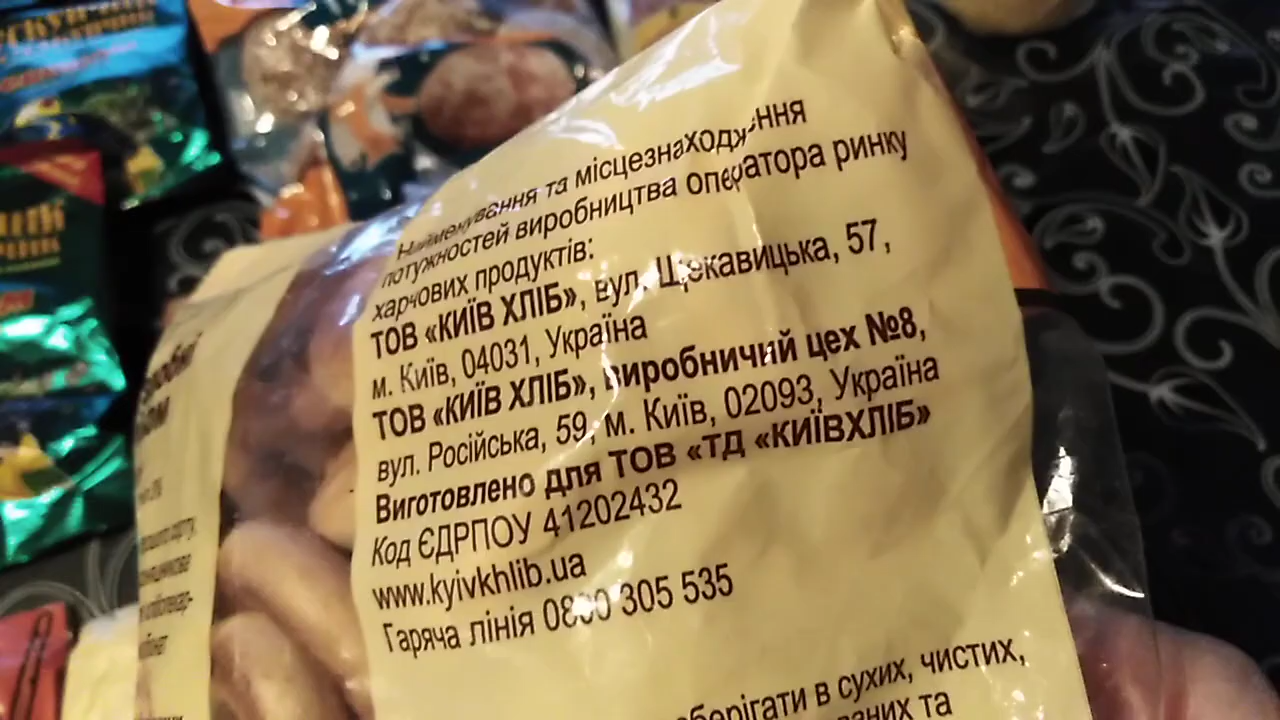 Найменування та місцезнаходження
потужностей виробництва оператора ринку
харчових продуктів:
ТОВ «КИЇВ ХЛІБ», вул. Щекавицька, 57,
м. Київ, 04031, Україна
ТОВ «КИЇВ ХЛІБ», виробничий цех №8,
вул. Російська, 59, м. Київ, 02093, Україна
Виготовлено для ТОВ «ТД «КИЇВХЛІБ»
Код ЄДРПОУ 41202432
www.kyivkhlib.ua
Гаряча лінія 0800 305 535
в сухих, чистих,
та